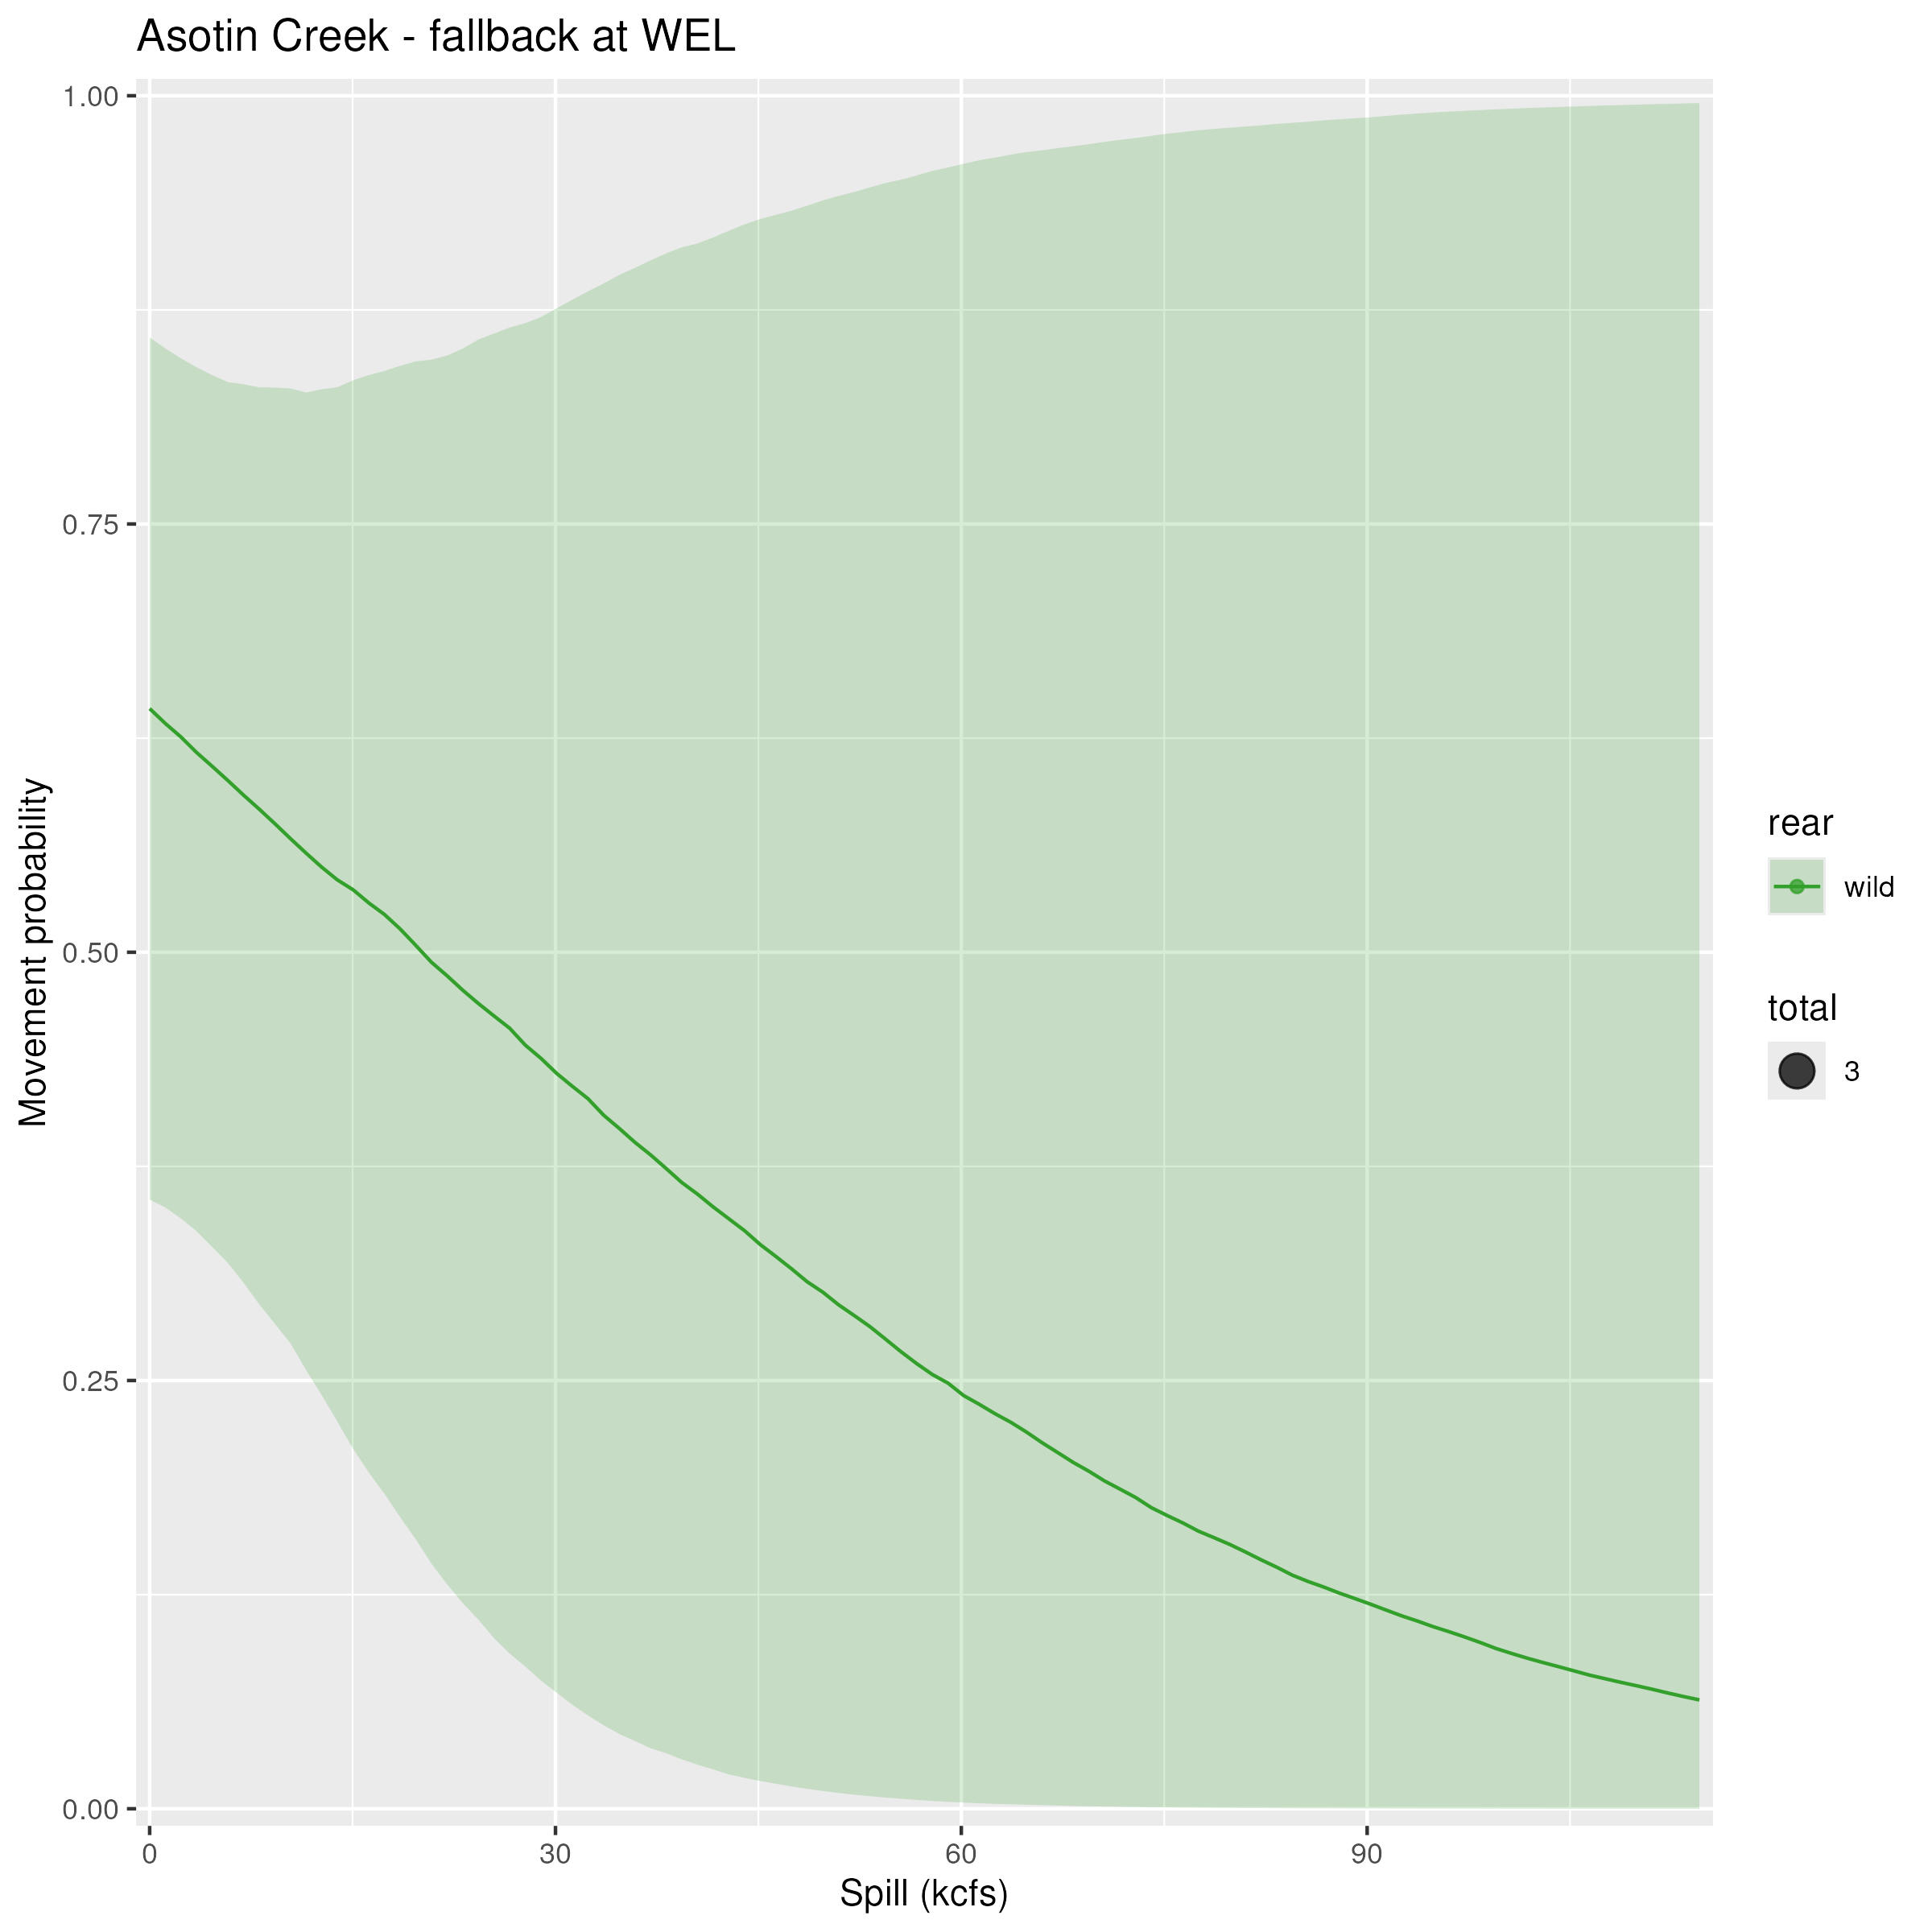 Asotin Creek - fallback at WEL
1.00
0.75
0.50
0.25
0.00
Movement probability
0
30
60
90
Spill (kcfs)
rear
wild
total
3